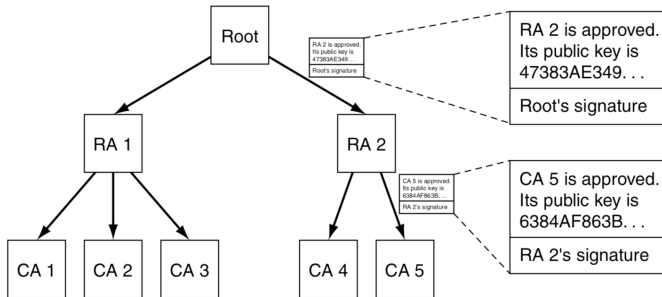 Root
RA 2 is approved.
Its public key is
47383AE349. . .
Root's signature
RA 2 is approved.
Its public key is
47383AE349. . .
Root's signature
RA 1
RA 2
CA 5 is approved.
Its public key is
6384AF863B. . .
RA 2's signature
CA 5 is approved.
Its public key is
6384AF863B. . .
RA 2's signature
CA 1
CA 2
CA 3
CA 4
CA 5